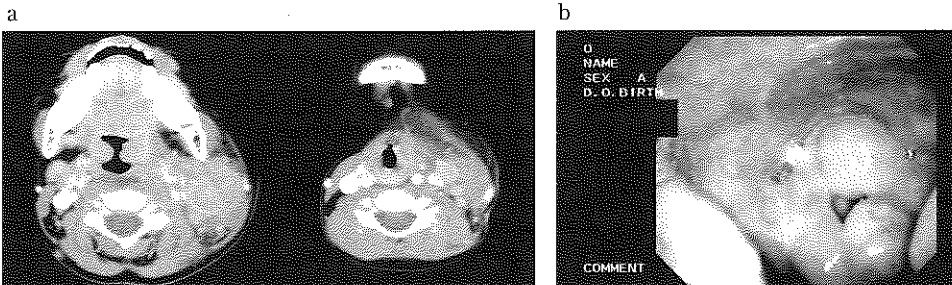 a
b
O
NAME
SEX A
D.O.BIRTH
COMMENT